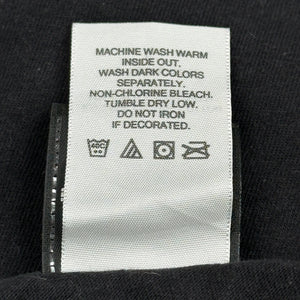 MACHINE WASH WARM
INSIDE OUT.
WASH DARK COLORS
SEPARATELY.
NON-CHLORINE BLEACH.
TUMBLE DRY LOW.
DO NOT IRON
IF DECORATED.
40C